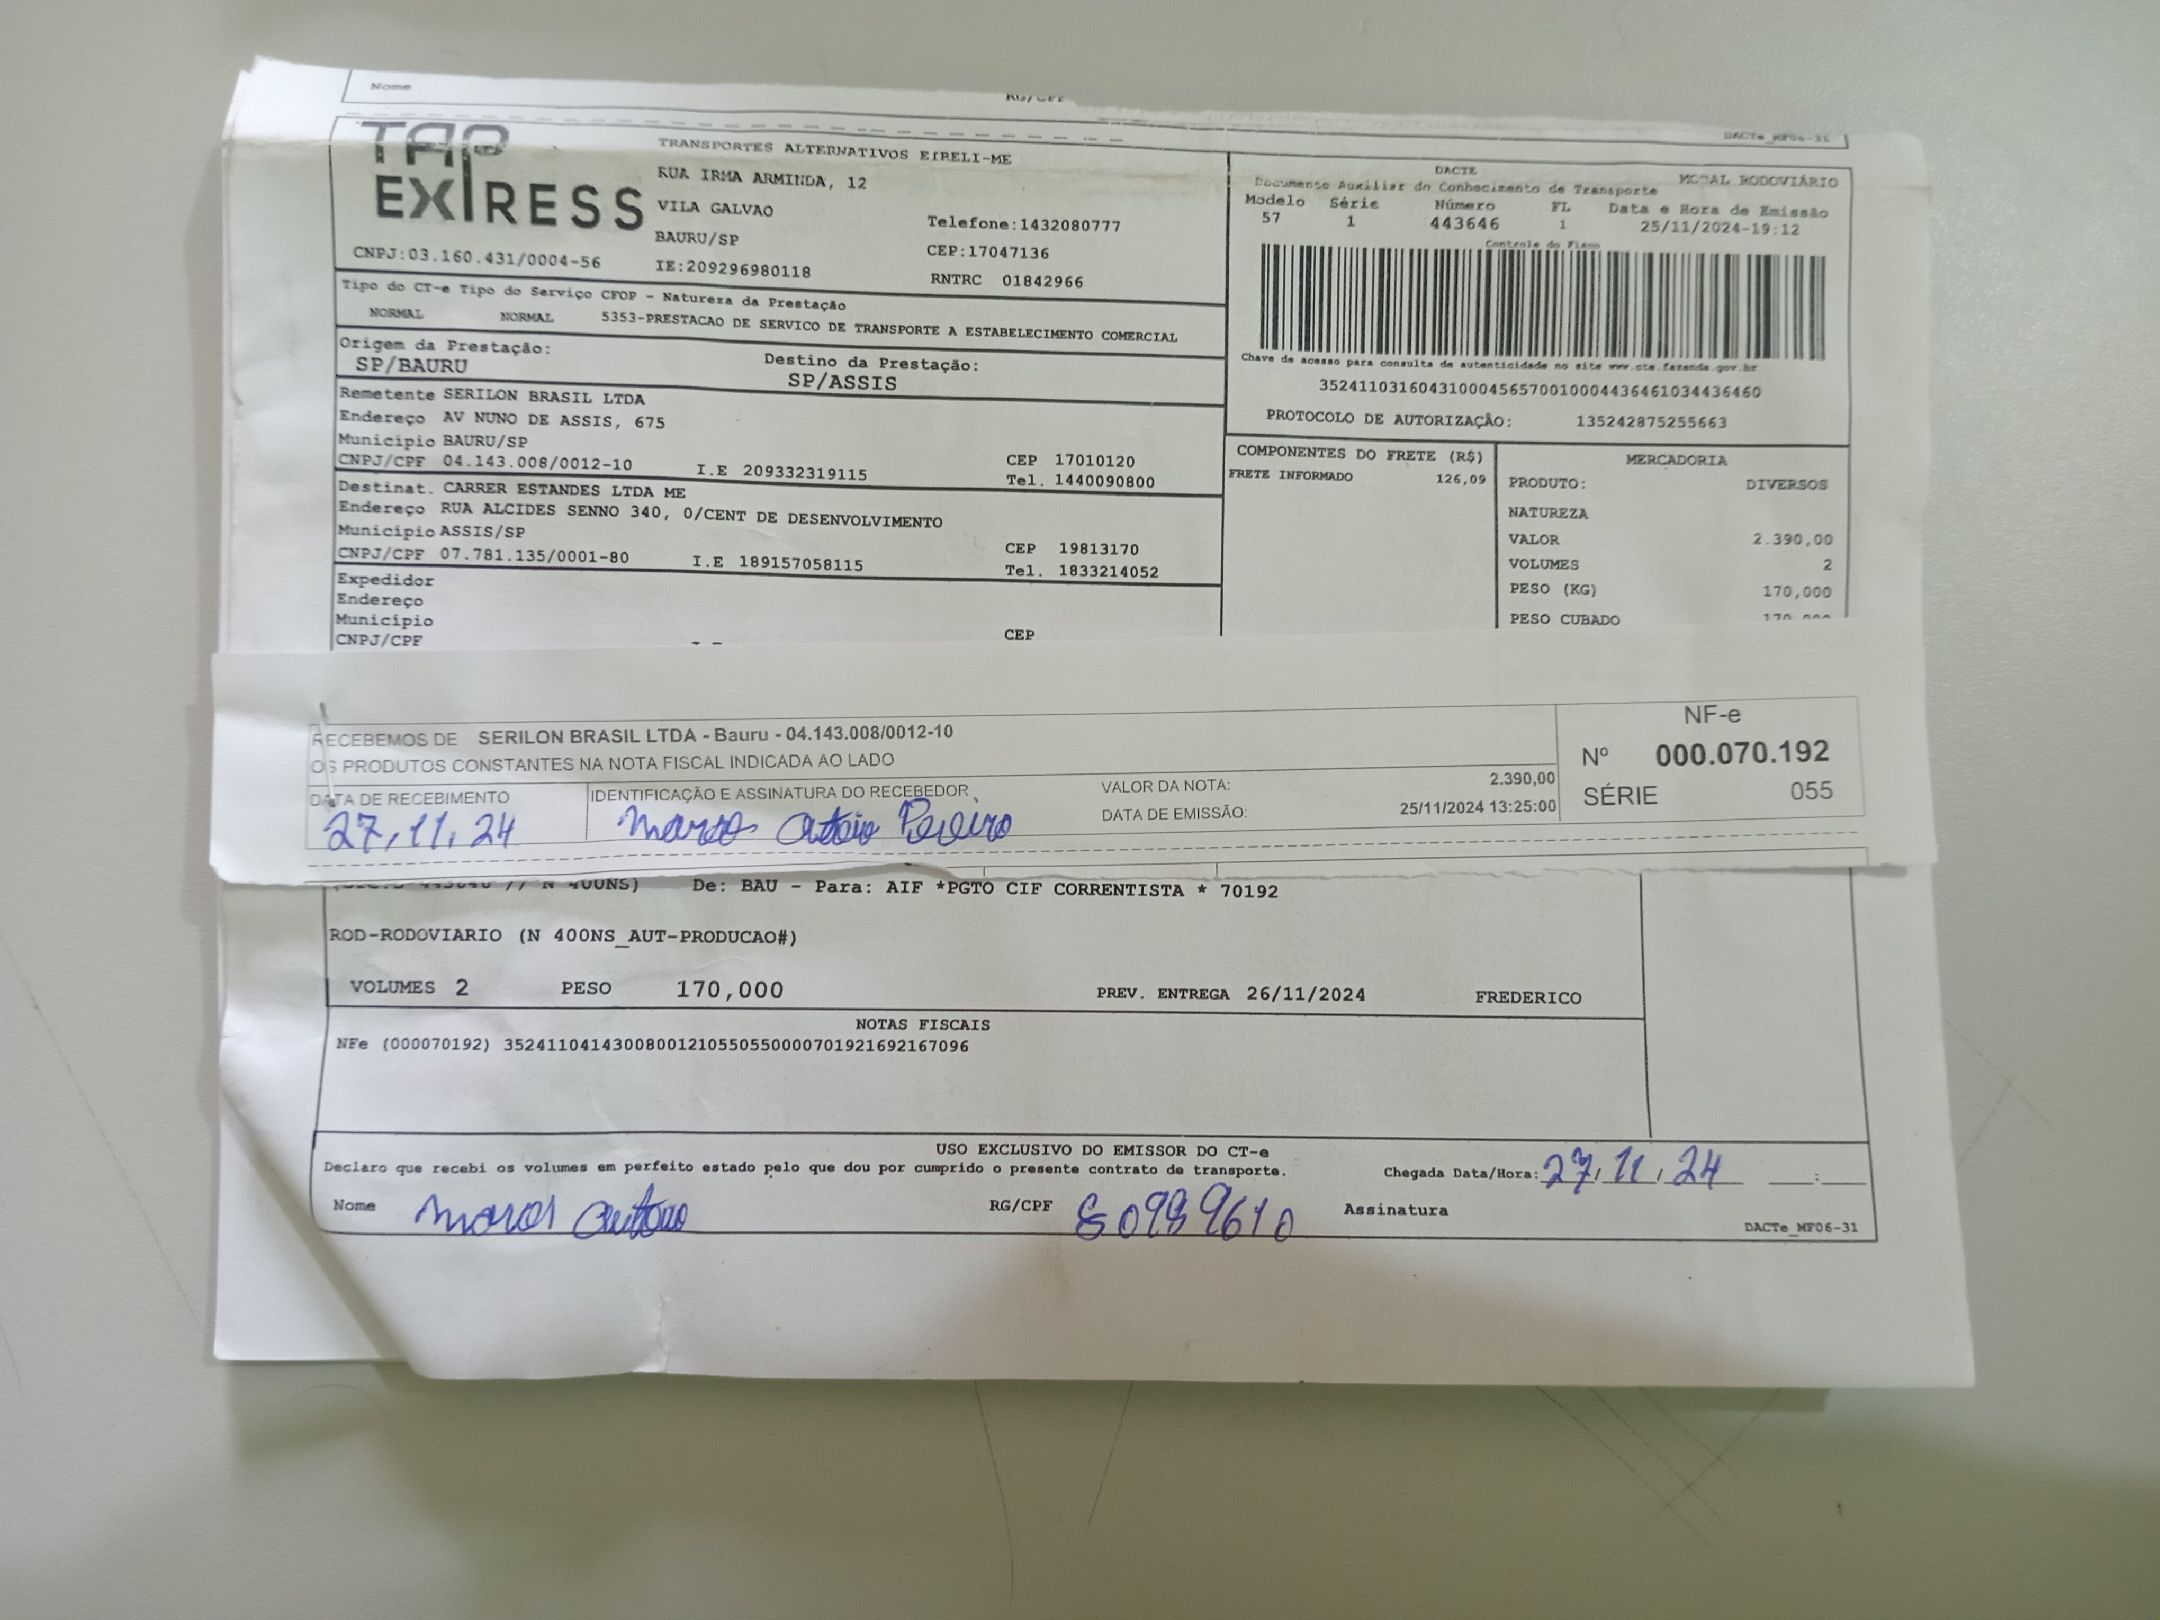 Nome
RG/CPF
DACTe_MF06-31
TAP
EXPRESS
TRANSPORTES ALTERNATIVOS EIRELI-ME
RUA IRMA ARMINDA, 12
VILA GALVAO
Telefone:1432080777
BAURU/SP
CEP:17047136
CNPJ:03.160.431/0004-56
IE:209296980118
RNTRC 01842966
DACTE
MODAL RODOVIÁRIO
Documento Auxiliar do Conhecimento de Transporte
Modelo Série Número FL Data e Hora de Emissão
57 1 443646 1 25/11/2024-19:12
Controle do Fisco
Chave de acesso para consulta de autenticidade no site www.cte.fazenda.gov.br
35241103160431000456570010004436461034436460
PROTOCOLO DE AUTORIZAÇÃO: 135242875255663
Tipo do CT-e Tipo do Serviço CFOP - Natureza da Prestação
NORMAL NORMAL 5353-PRESTACAO DE SERVICO DE TRANSPORTE A ESTABELECIMENTO COMERCIAL
Origem da Prestação: Destino da Prestação:
SP/BAURU SP/ASSIS
Remetente SERILON BRASIL LTDA
Endereço AV NUNO DE ASSIS, 675
Município BAURU/SP CEP 17010120
CNPJ/CPF 04.143.008/0012-10 I.E 209332319115 Tel. 1440090800
Destinat. CARRER ESTANDES LTDA ME
Endereço RUA ALCIDES SENNO 340, 0/CENT DE DESENVOLVIMENTO
Município ASSIS/SP CEP 19813170
CNPJ/CPF 07.781.135/0001-80 I.E 189157058115 Tel. 1833214052
Expedidor
Endereço
Município
CNPJ/CPF CEP
COMPONENTES DO FRETE (R$)
FRETE INFORMADO 126,09
MERCADORIA
PRODUTO: DIVERSOS
NATUREZA
VALOR 2.390,00
VOLUMES 2
PESO (KG) 170,000
PESO CUBADO 170,000
RECEBEMOS DE SERILON BRASIL LTDA - Bauru - 04.143.008/0012-10
OS PRODUTOS CONSTANTES NA NOTA FISCAL INDICADA AO LADO
DATA DE RECEBIMENTO
27,11,24
IDENTIFICAÇÃO E ASSINATURA DO RECEBEDOR
Marcos Antonio Pereira
VALOR DA NOTA: 2.390,00
DATA DE EMISSÃO: 25/11/2024 13:25:00
NF-e
Nº 000.070.192
SÉRIE 055
443646 // N 400NS) De: BAU - Para: AIF *PGTO CIF CORRENTISTA * 70192
ROD-RODOVIARIO (N 400NS_AUT-PRODUCAO#)
VOLUMES 2 PESO 170,000 PREV. ENTREGA 26/11/2024 FREDERICO
NOTAS FISCAIS
NFe (000070192) 35241104143008001210550550000701921692167096
USO EXCLUSIVO DO EMISSOR DO CT-e
Declaro que recebi os volumes em perfeito estado pelo que dou por cumprido o presente contrato de transporte.
Chegada Data/Hora: 27/11/24 __:__
Nome Marcos Antonio RG/CPF 80989610 Assinatura
DACTe_MF06-31